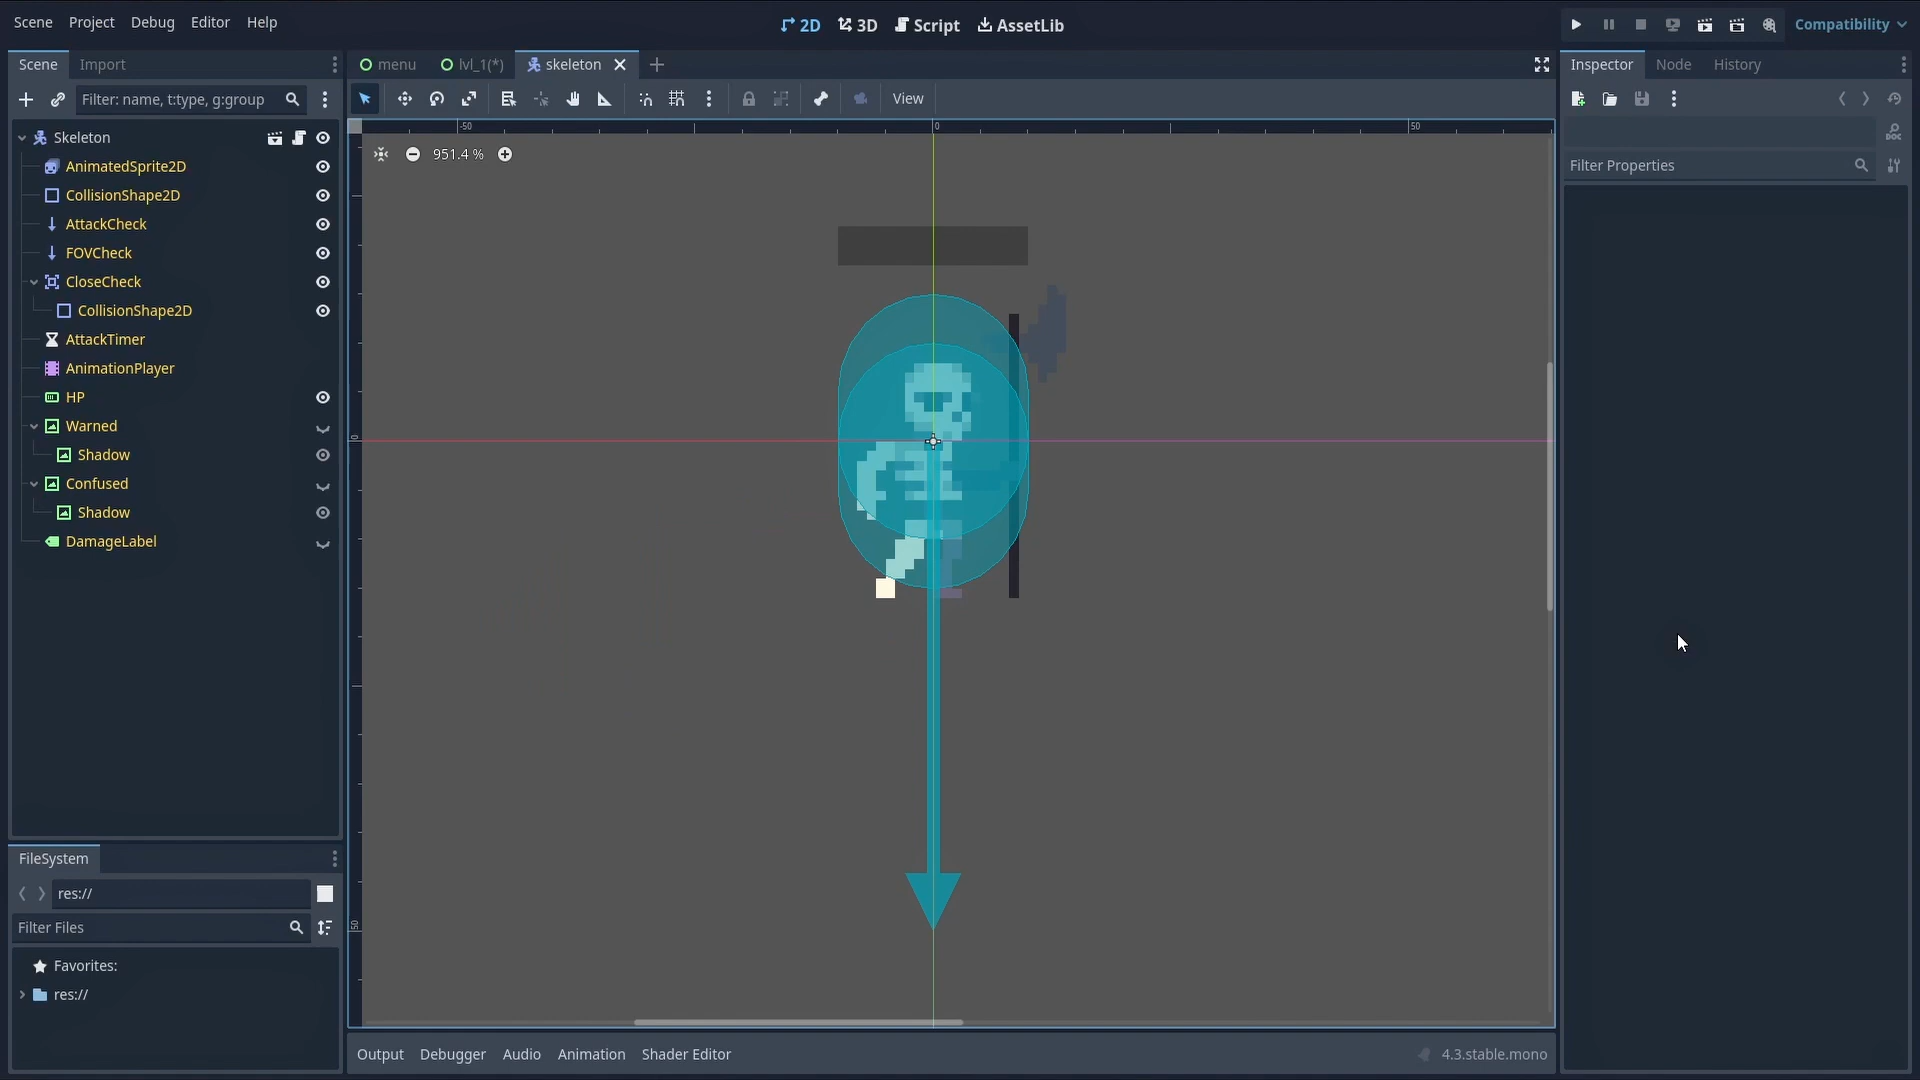 Scene Project Debug Editor Help
2D 3D Script AssetLib
Compatibility
Scene Import
menu lvl_1(*) skeleton
Inspector Node History
Filter: name, t:type, g:group
View
Skeleton
AnimatedSprite2D
CollisionShape2D
AttackCheck
FOVCheck
CloseCheck
CollisionShape2D
AttackTimer
AnimationPlayer
HP
Warned
Shadow
Confused
Shadow
DamageLabel
-50 0 50
951.4 %
0
50
Filter Properties
FileSystem
res://
Filter Files
Favorites:
res://
Output Debugger Audio Animation Shader Editor
4.3.stable.mono